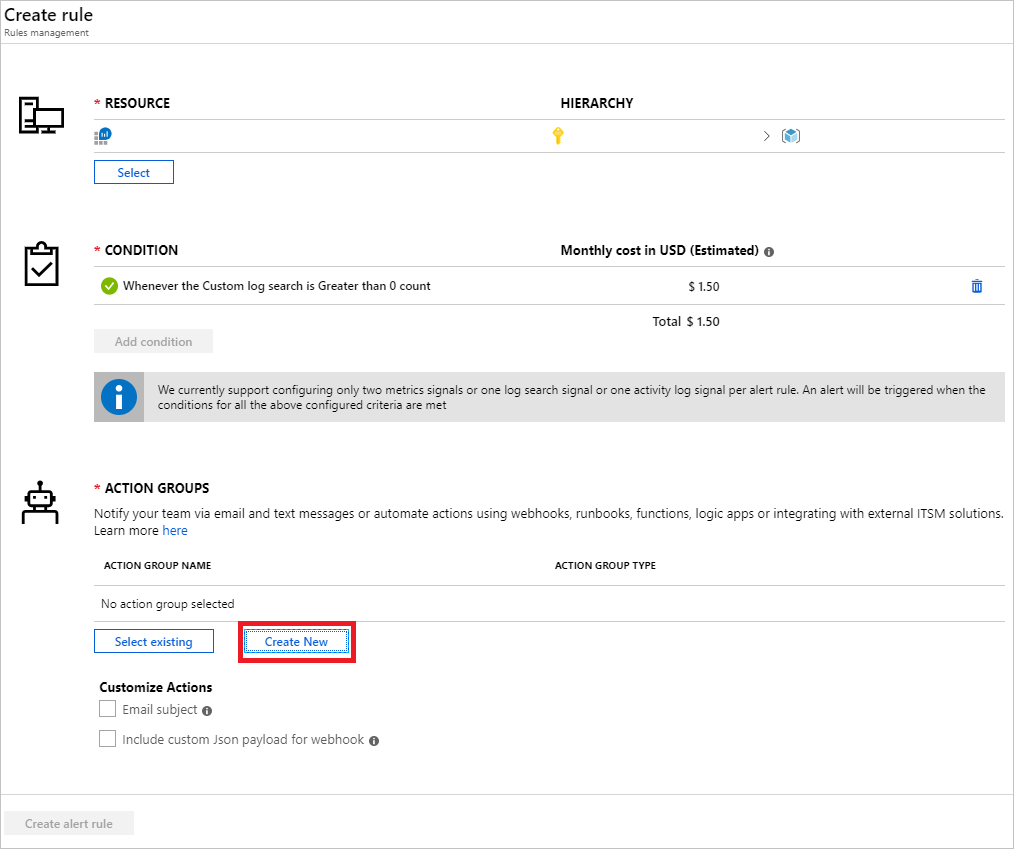 Create rule
Rules management
* RESOURCE
HIERARCHY
Select
* CONDITION
Monthly cost in USD (Estimated)
Whenever the Custom log search is Greater than 0 count
$ 1.50
Total $ 1.50
Add condition
We currently support configuring only two metrics signals or one log search signal or one activity log signal per alert rule. An alert will be triggered when the
conditions for all the above configured criteria are met
* ACTION GROUPS
Notify your team via email and text messages or automate actions using webhooks, runbooks, functions, logic apps or integrating with external ITSM solutions.
Learn more here
ACTION GROUP NAME
ACTION GROUP TYPE
No action group selected
Select existing
Create New
Customize Actions
Email subject
Include custom Json payload for webhook
Create alert rule